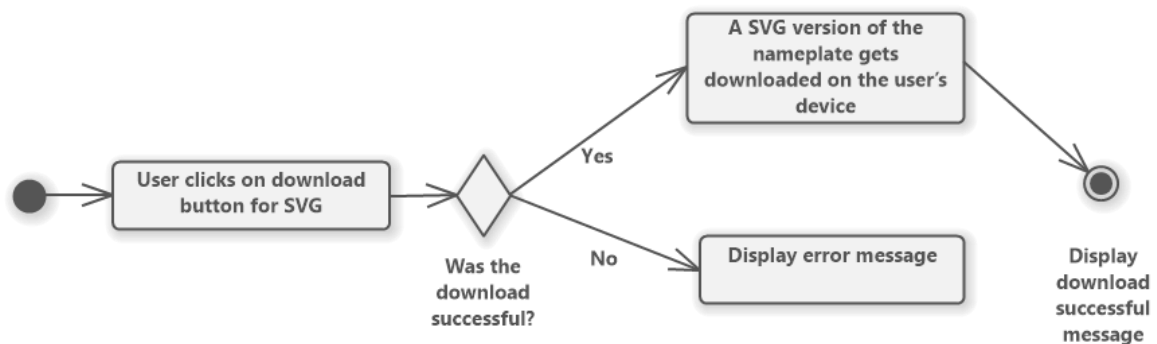 A SVG version of the
nameplate gets
downloaded on the user's
device
Yes
User clicks on download
button for SVG
Was the
download
successful?
No
Display error message
Display
download
successful
message